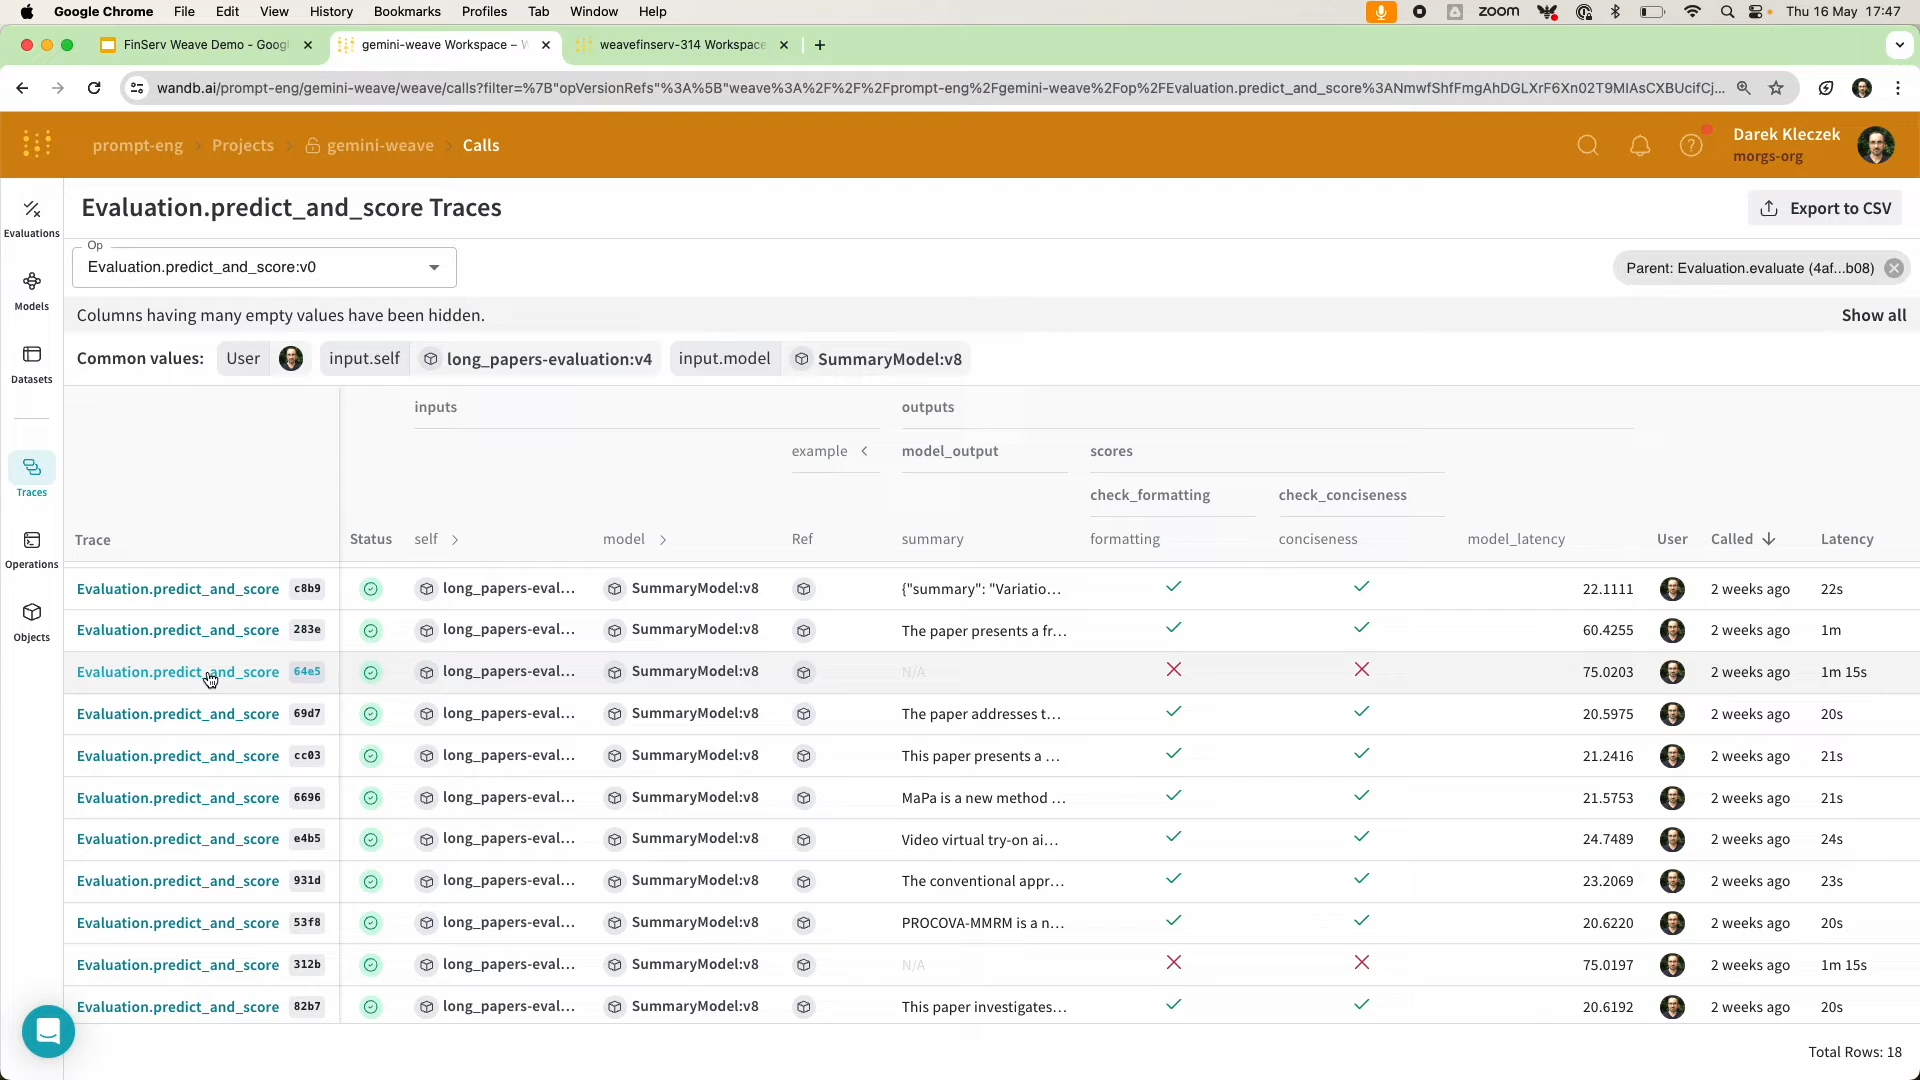 Google Chrome File Edit View History Bookmarks Profiles Tab Window Help zoom Thu 16 May 17:47
FinServ Weave Demo - Googl gemini-weave Workspace – W weavefinserv-314 Workspace
wandb.ai/prompt-eng/gemini-weave/weave/calls?filter=%7B"opVersionRefs"%3A%5B"weave%3A%2F%2F%2Fprompt-eng%2Fgemini-weave%2Fop%2FEvaluation.predict_and_score%3ANmwfShfFmgAhDGLXrF6Xn02T9MIAsCXBUcifCj...
prompt-eng > Projects > gemini-weave > Calls
Darek Kleczek
morgs-org
Evaluations
Models
Datasets
Traces
Operations
Objects
Evaluation.predict_and_score Traces
Export to CSV
Op
Evaluation.predict_and_score:v0
Parent: Evaluation.evaluate (4af...b08)
Columns having many empty values have been hidden. Show all
Common values: User input.self long_papers-evaluation:v4 input.model SummaryModel:v8
inputs outputs
example model_output scores
check_formatting check_conciseness
Trace Status self model Ref summary formatting conciseness model_latency User Called Latency
Evaluation.predict_and_score c8b9 long_papers-eval... SummaryModel:v8 {"summary": "Variatio... 22.1111 2 weeks ago 22s
Evaluation.predict_and_score 283e long_papers-eval... SummaryModel:v8 The paper presents a fr... 60.4255 2 weeks ago 1m
Evaluation.predict_and_score 64e5 long_papers-eval... SummaryModel:v8 N/A 75.0203 2 weeks ago 1m 15s
Evaluation.predict_and_score 69d7 long_papers-eval... SummaryModel:v8 The paper addresses t... 20.5975 2 weeks ago 20s
Evaluation.predict_and_score cc03 long_papers-eval... SummaryModel:v8 This paper presents a ... 21.2416 2 weeks ago 21s
Evaluation.predict_and_score 6696 long_papers-eval... SummaryModel:v8 MaPa is a new method ... 21.5753 2 weeks ago 21s
Evaluation.predict_and_score e4b5 long_papers-eval... SummaryModel:v8 Video virtual try-on ai... 24.7489 2 weeks ago 24s
Evaluation.predict_and_score 931d long_papers-eval... SummaryModel:v8 The conventional appr... 23.2069 2 weeks ago 23s
Evaluation.predict_and_score 53f8 long_papers-eval... SummaryModel:v8 PROCOVA-MMRM is a n... 20.6220 2 weeks ago 20s
Evaluation.predict_and_score 312b long_papers-eval... SummaryModel:v8 N/A 75.0197 2 weeks ago 1m 15s
Evaluation.predict_and_score 82b7 long_papers-eval... SummaryModel:v8 This paper investigates... 20.6192 2 weeks ago 20s
Total Rows: 18